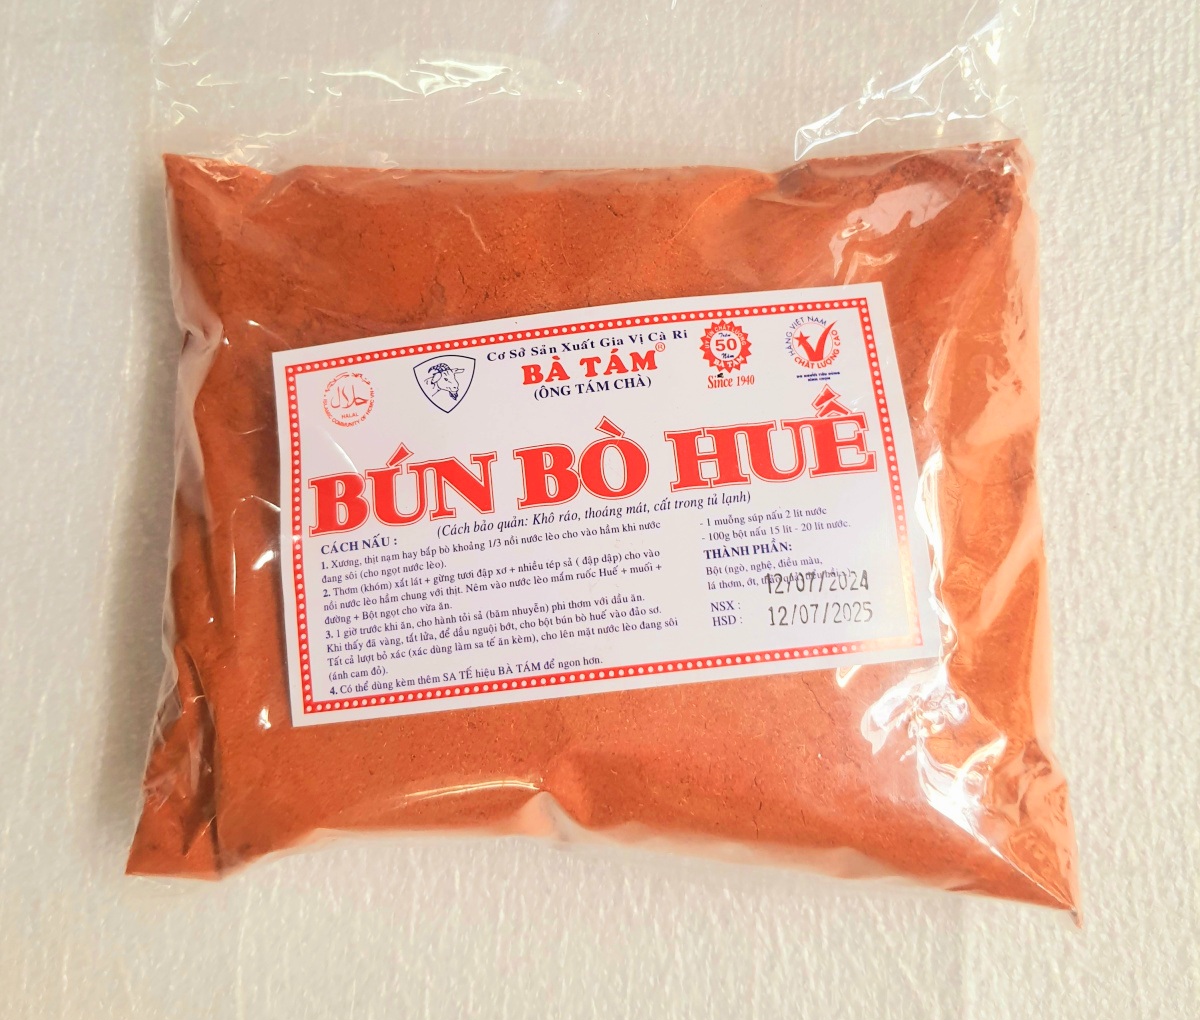 Cơ Sở Sản Xuất Gia Vị Cà Ri
BÀ TÁM®
(ÔNG TÁM CHÀ)
HALAL
Trên
50
Năm
BÀ TÁM
Since 1940
HÀNG VIỆT NAM
CHẤT LƯỢNG CAO
BÚN BÒ HUẾ
(Cách bảo quản: Khô ráo, thoáng mát, cất trong tủ lạnh)
CÁCH NẤU :
1. Xương, thịt nạm hay bắp bò khoảng 1/3 nồi nước lèo cho vào hầm khi nước
đang sôi (cho ngọt nước lèo).
2. Thơm (khóm) xắt lát + gừng tươi đập xơ + nhiều tép sả ( đập dập) cho vào
nồi nước lèo hầm chung với thịt. Nêm vào nước lèo mắm ruốc Huế + muối +
đường + Bột ngọt cho vừa ăn.
3. 1 giờ trước khi ăn, cho hành tỏi sả (băm nhuyễn) phi thơm với dầu ăn.
Khi thấy đã vàng, tắt lửa, để dầu nguội bớt, cho bột bún bò huế vào đảo sơ.
Tất cả lượt bỏ xác (xác dùng làm sa tế ăn kèm), cho lên mặt nước lèo đang sôi
(ánh cam đỏ).
4. Có thể dùng kèm thêm SA TẾ hiệu BÀ TÁM để ngon hơn.
- 1 muỗng súp nấu 2 lít nước
- 100g bột nấu 15 lít - 20 lít nước.
THÀNH PHẦN:
Bột (ngò, nghệ, điều màu,
lá thơm, ớt,
12/07/2024
NSX :
HSD : 12/07/2025